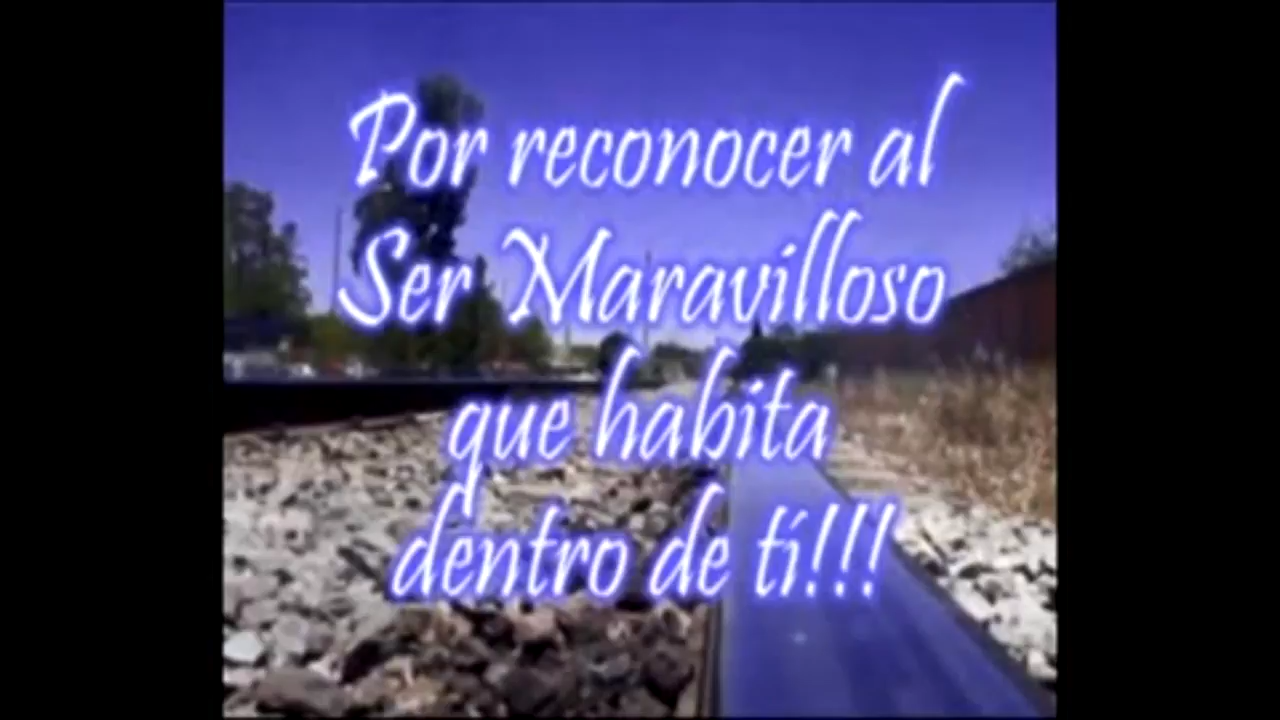 Por reconocer al
Ser Maravilloso
que habita
dentro de tí!!!